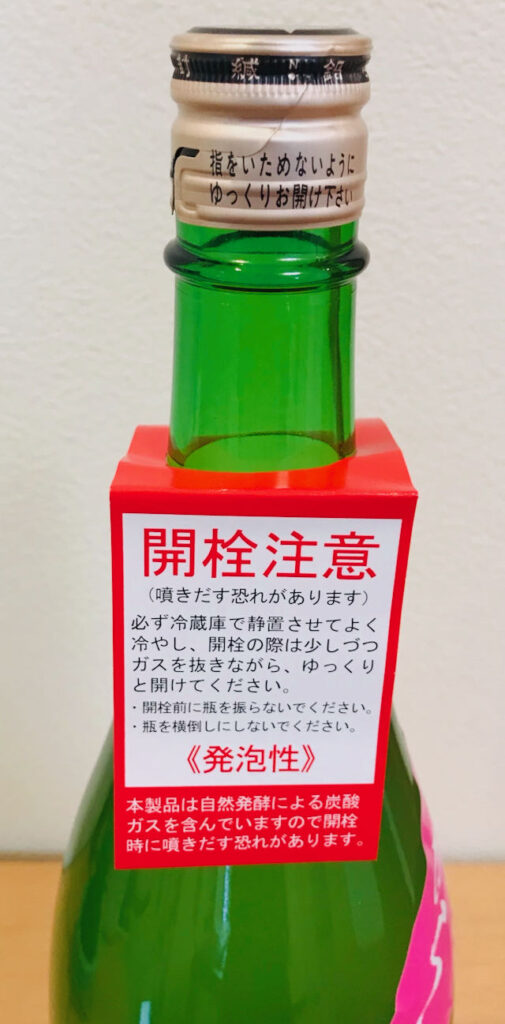 封 緘 N 品
指をいためないように
ゆっくりお開け下さい
開栓注意
（噴きだす恐れがあります）
必ず冷蔵庫で静置させてよく
冷やし、開栓の際は少しづつ
ガスを抜きながら、ゆっくり
と開けてください。
・開栓前に瓶を振らないでください。
・瓶を横倒しにしないでください。
《発泡性》
本製品は自然発酵による炭酸
ガスを含んでいますので開栓
時に噴きだす恐れがあります。